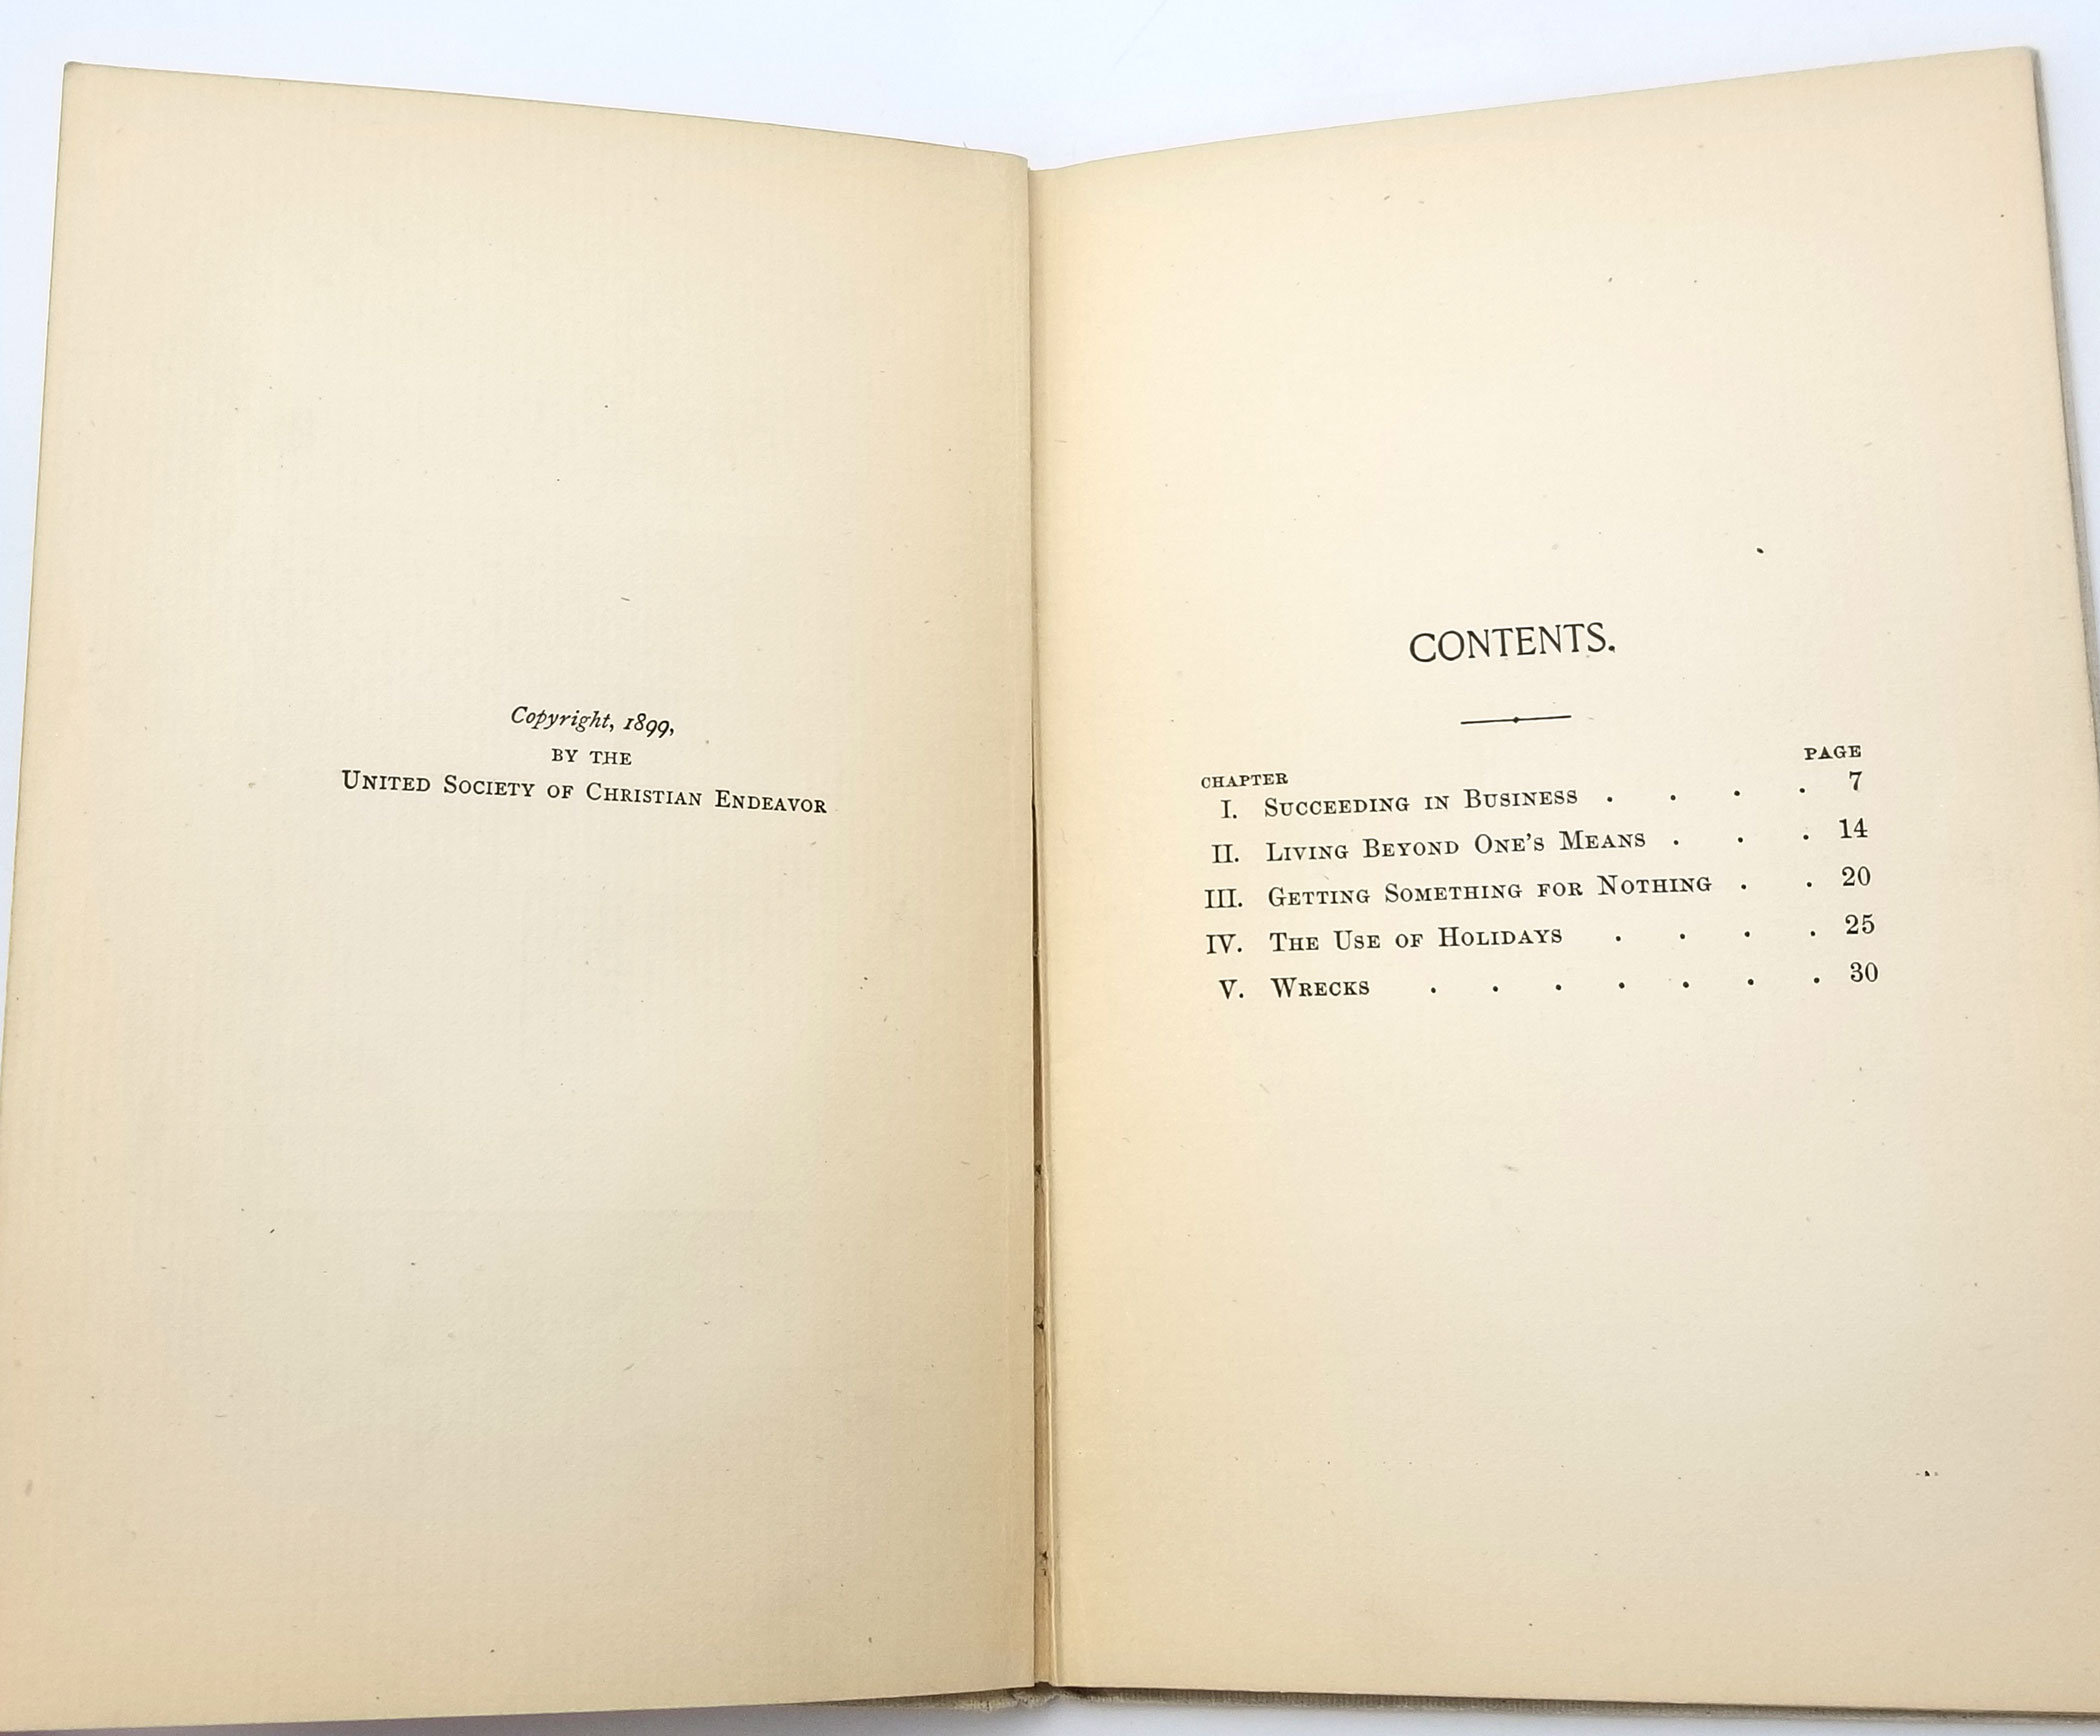 Copyright, 1899,
BY THE
UNITED SOCIETY OF CHRISTIAN ENDEAVOR
CONTENTS.
CHAPTER PAGE
I. SUCCEEDING IN BUSINESS . . . . 7
II. LIVING BEYOND ONE'S MEANS . . . 14
III. GETTING SOMETHING FOR NOTHING . . 20
IV. THE USE OF HOLIDAYS . . . . 25
V. WRECKS . . . . . . . 30